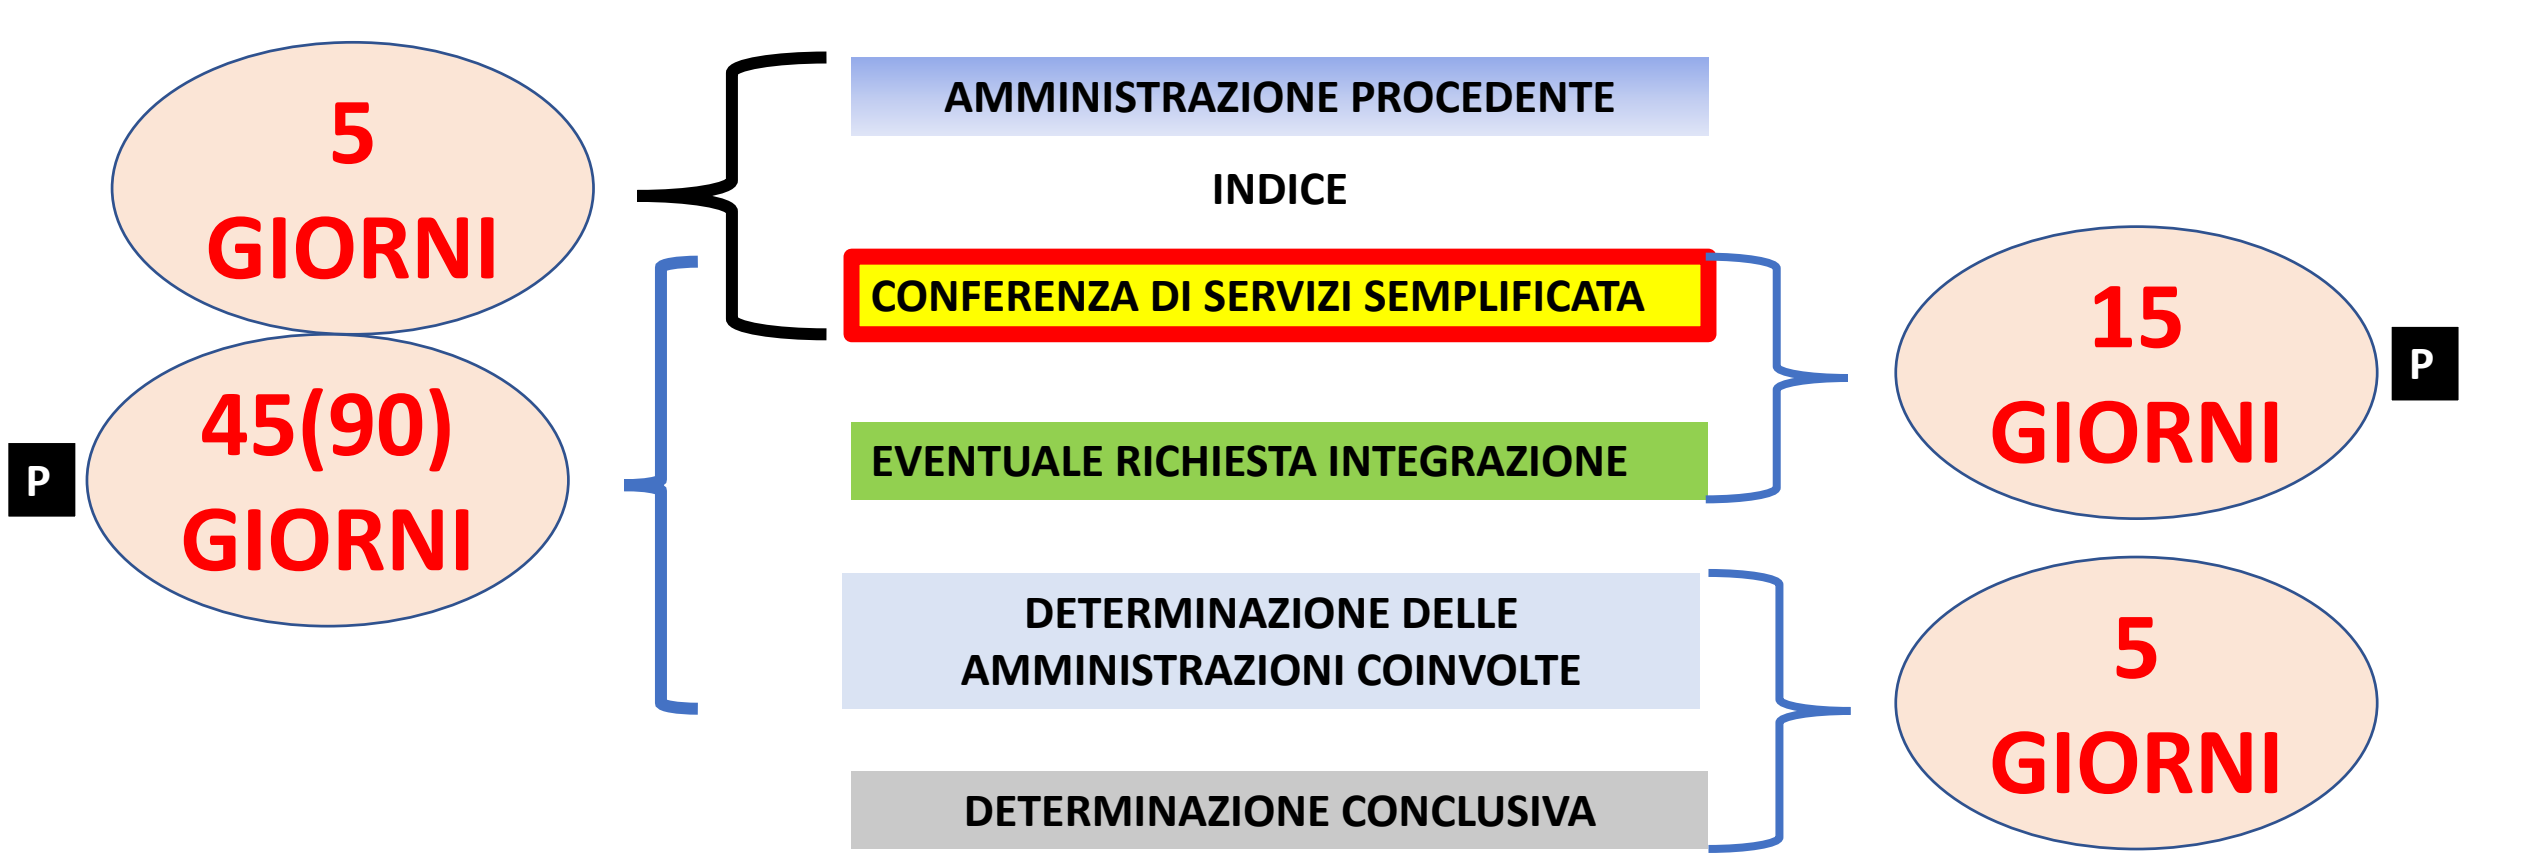 5
GIORNI
AMMINISTRAZIONE PROCEDENTE
INDICE
CONFERENZA DI SERVIZI SEMPLIFICATA
15
GIORNI
P
45(90)
GIORNI
P
EVENTUALE RICHIESTA INTEGRAZIONE
DETERMINAZIONE DELLE
AMMINISTRAZIONI COINVOLTE
5
GIORNI
DETERMINAZIONE CONCLUSIVA